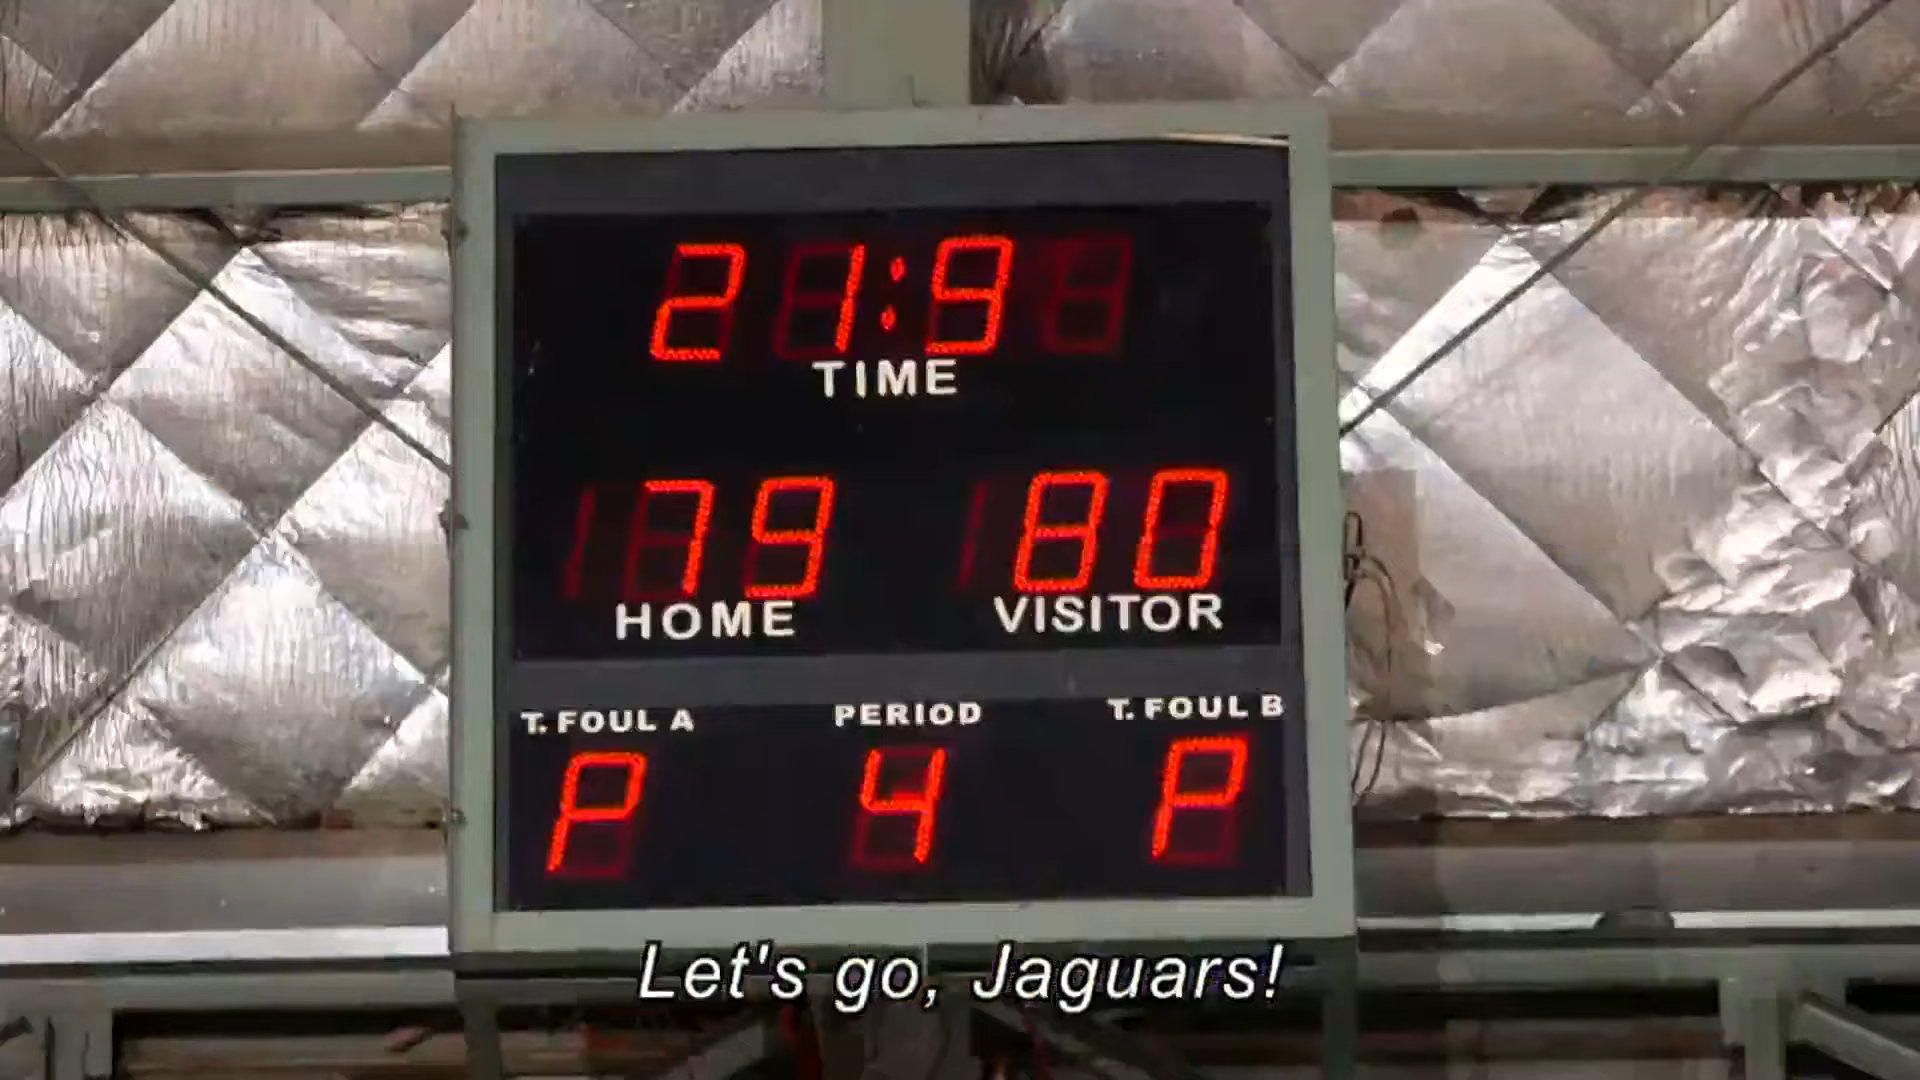 21:9
TIME
79 80
HOME VISITOR
T. FOUL A PERIOD T. FOUL B
P 4 P
Let's go, Jaguars!